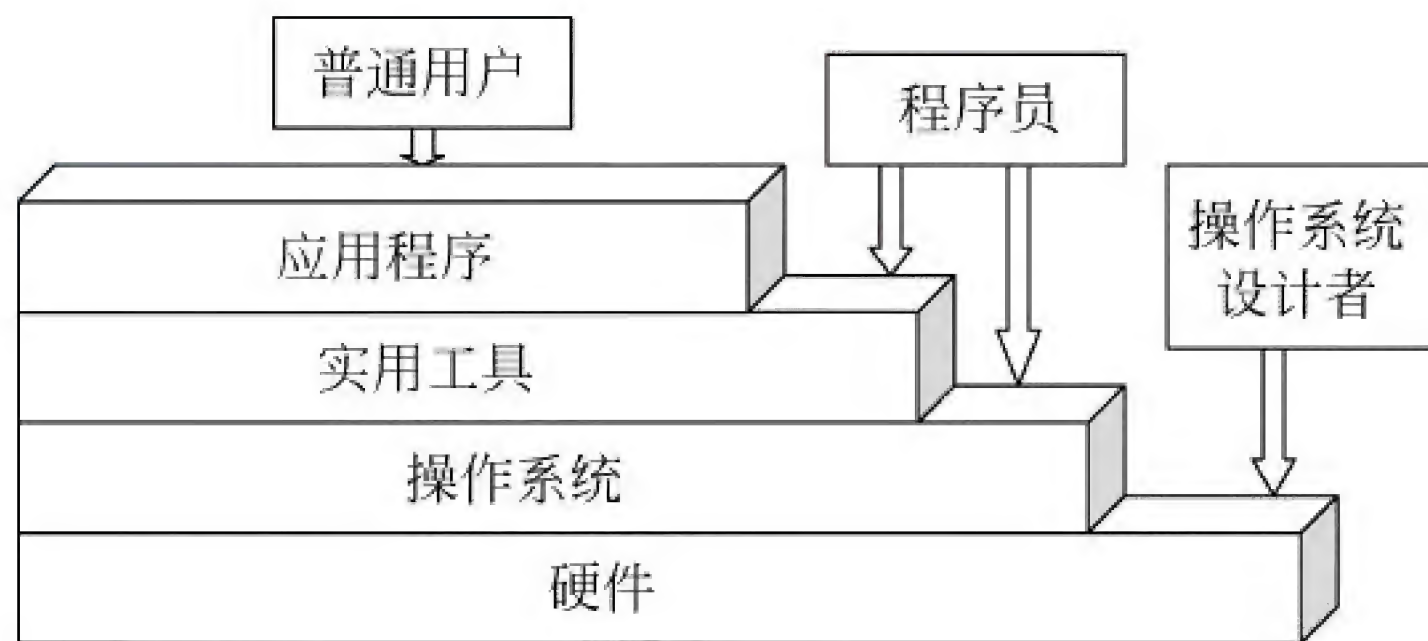 普通用户
程序员
操作系统
设计者
应用程序
实用工具
操作系统
硬件